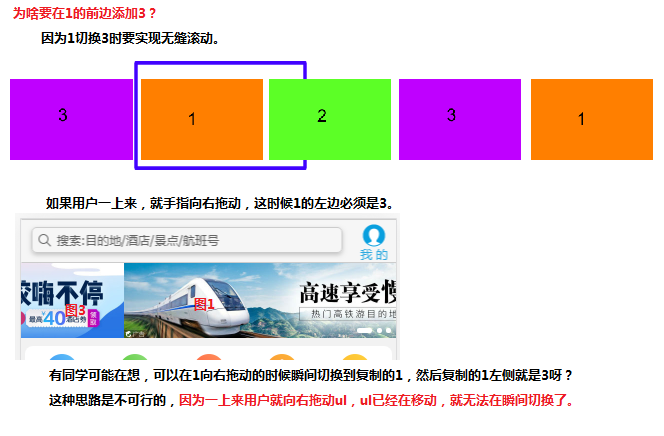 为啥要在1的前边添加3？
因为1切换3时要实现无缝滚动。
3
1
2
3
1
如果用户一上来，就手指向右拖动，这时候1的左边必须是3。
搜索:目的地/酒店/景点/航班号
我 的
嗨不停
图3
最高
40
领取
图1
高速享受
热门高铁游目的地
有同学可能在想，可以在1向右拖动的时候瞬间切换到复制的1，然后复制的1左侧就是3呀？
这种思路是不可行的，因为一上来用户就向右拖动ul，ul已经在移动，就无法在瞬间切换了。